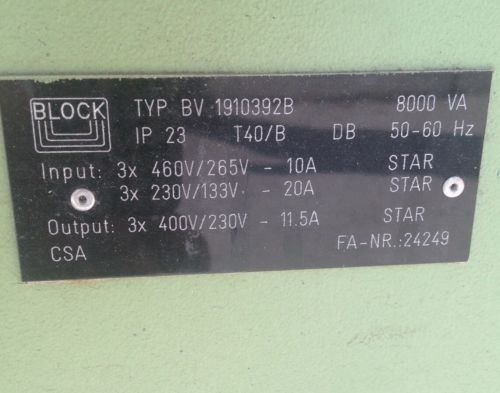 BLOCK
TYP BV 1910392B 8000 VA
IP 23 T40/B DB 50-60 Hz
Input: 3x 460V/265V - 10A STAR
3x 230V/133V - 20A STAR
Output: 3x 400V/230V - 11.5A STAR
CSA FA-NR.:24249